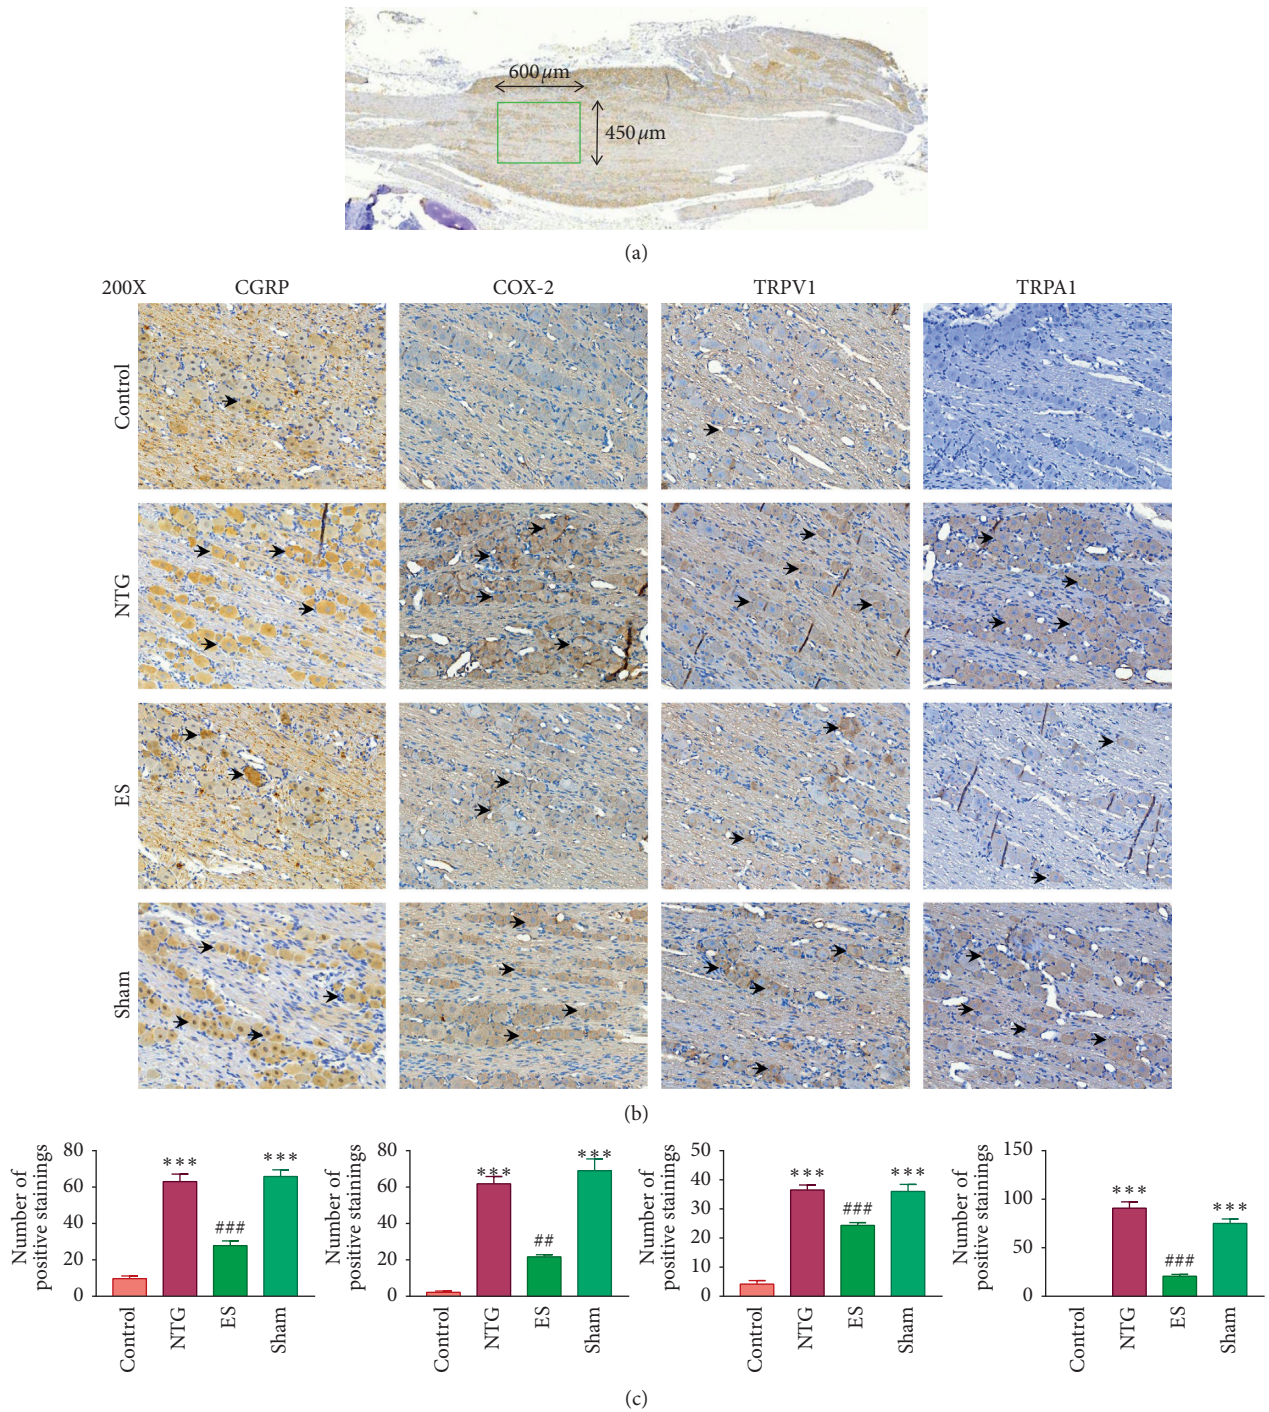 600 μm
450 μm
(a)
200X CGRP COX-2 TRPV1 TRPA1
Control
NTG
ES
Sham
(b)
Number of
positive stainings
80
60
40
20
0
***
###
***
Control
NTG
ES
Sham
Number of
positive stainings
80
60
40
20
0
***
##
***
Control
NTG
ES
Sham
Number of
positive stainings
50
40
30
20
10
0
***
###
***
Control
NTG
ES
Sham
Number of
positive stainings
150
100
50
0
***
###
***
Control
NTG
ES
Sham
(c)